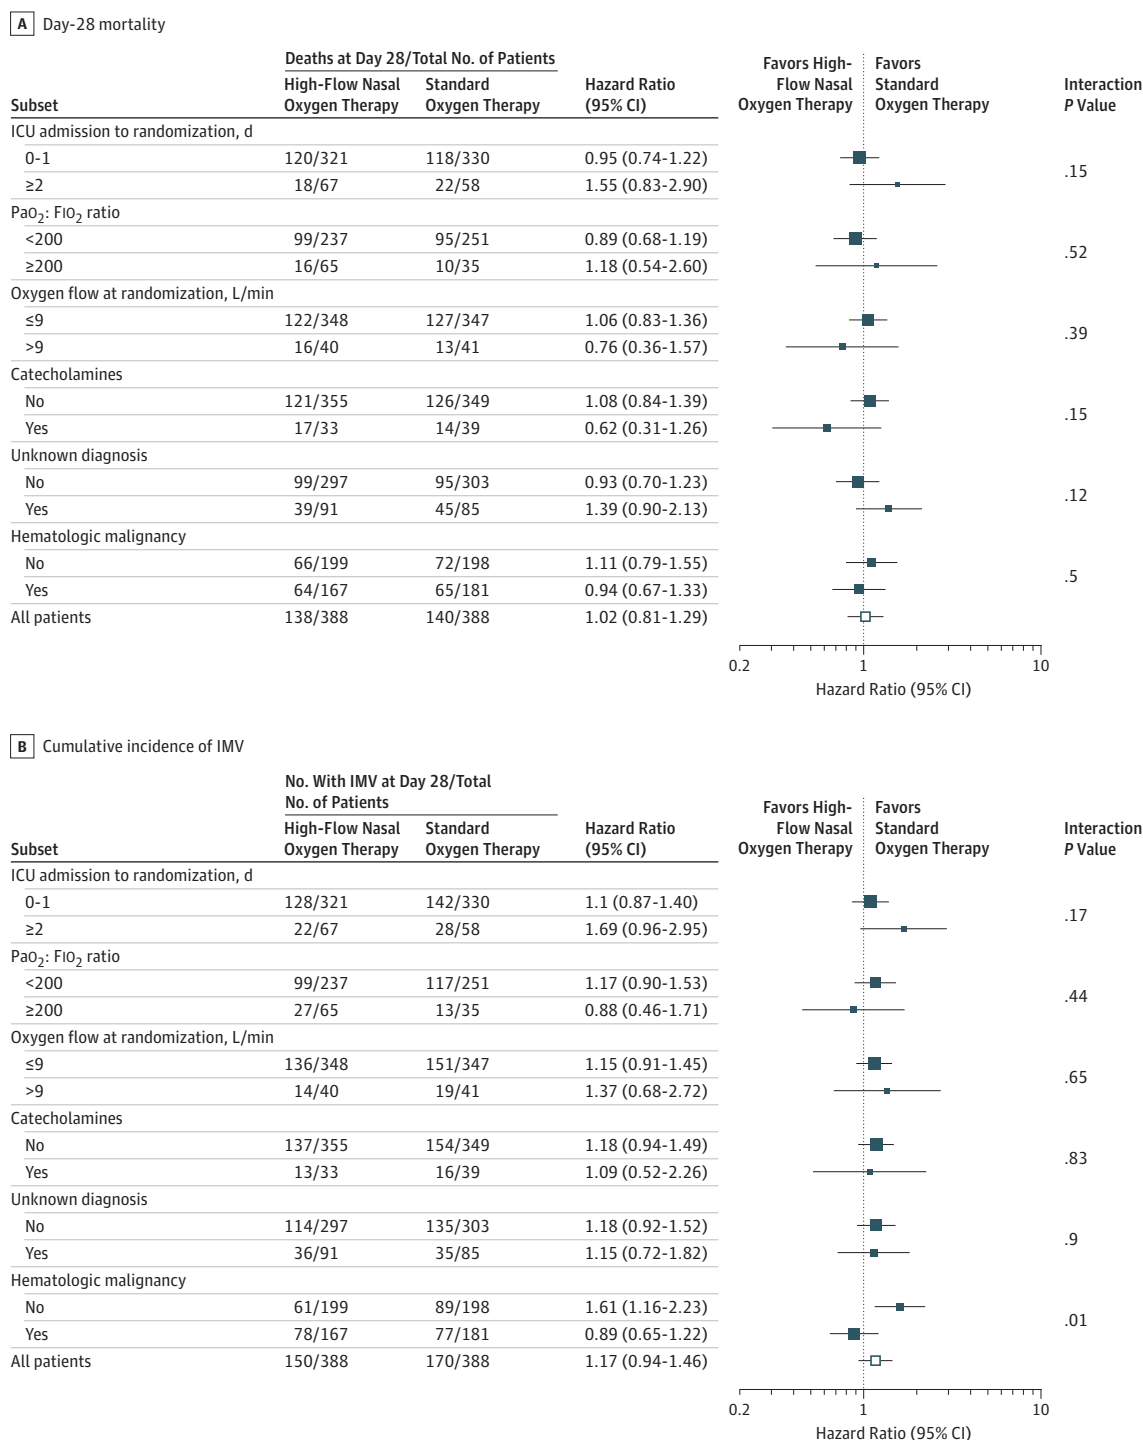 A Day-28 mortality
Deaths at Day 28/Total No. of Patients
Subset High-Flow Nasal Oxygen Therapy Standard Oxygen Therapy Hazard Ratio (95% CI) Favors High-Flow Nasal Oxygen Therapy Favors Standard Oxygen Therapy Interaction P Value
ICU admission to randomization, d
0-1 120/321 118/330 0.95 (0.74-1.22)
.15
≥2 18/67 22/58 1.55 (0.83-2.90)
PaO2: FIO2 ratio
<200 99/237 95/251 0.89 (0.68-1.19)
.52
≥200 16/65 10/35 1.18 (0.54-2.60)
Oxygen flow at randomization, L/min
≤9 122/348 127/347 1.06 (0.83-1.36)
.39
>9 16/40 13/41 0.76 (0.36-1.57)
Catecholamines
No 121/355 126/349 1.08 (0.84-1.39)
.15
Yes 17/33 14/39 0.62 (0.31-1.26)
Unknown diagnosis
No 99/297 95/303 0.93 (0.70-1.23)
.12
Yes 39/91 45/85 1.39 (0.90-2.13)
Hematologic malignancy
No 66/199 72/198 1.11 (0.79-1.55)
.5
Yes 64/167 65/181 0.94 (0.67-1.33)
All patients 138/388 140/388 1.02 (0.81-1.29)
0.2 1 10
Hazard Ratio (95% CI)
B Cumulative incidence of IMV
No. With IMV at Day 28/Total
No. of Patients
Subset High-Flow Nasal Oxygen Therapy Standard Oxygen Therapy Hazard Ratio (95% CI) Favors High-Flow Nasal Oxygen Therapy Favors Standard Oxygen Therapy Interaction P Value
ICU admission to randomization, d
0-1 128/321 142/330 1.1 (0.87-1.40)
.17
≥2 22/67 28/58 1.69 (0.96-2.95)
PaO2: FIO2 ratio
<200 99/237 117/251 1.17 (0.90-1.53)
.44
≥200 27/65 13/35 0.88 (0.46-1.71)
Oxygen flow at randomization, L/min
≤9 136/348 151/347 1.15 (0.91-1.45)
.65
>9 14/40 19/41 1.37 (0.68-2.72)
Catecholamines
No 137/355 154/349 1.18 (0.94-1.49)
.83
Yes 13/33 16/39 1.09 (0.52-2.26)
Unknown diagnosis
No 114/297 135/303 1.18 (0.92-1.52)
.9
Yes 36/91 35/85 1.15 (0.72-1.82)
Hematologic malignancy
No 61/199 89/198 1.61 (1.16-2.23)
.01
Yes 78/167 77/181 0.89 (0.65-1.22)
All patients 150/388 170/388 1.17 (0.94-1.46)
0.2 1 10
Hazard Ratio (95% CI)